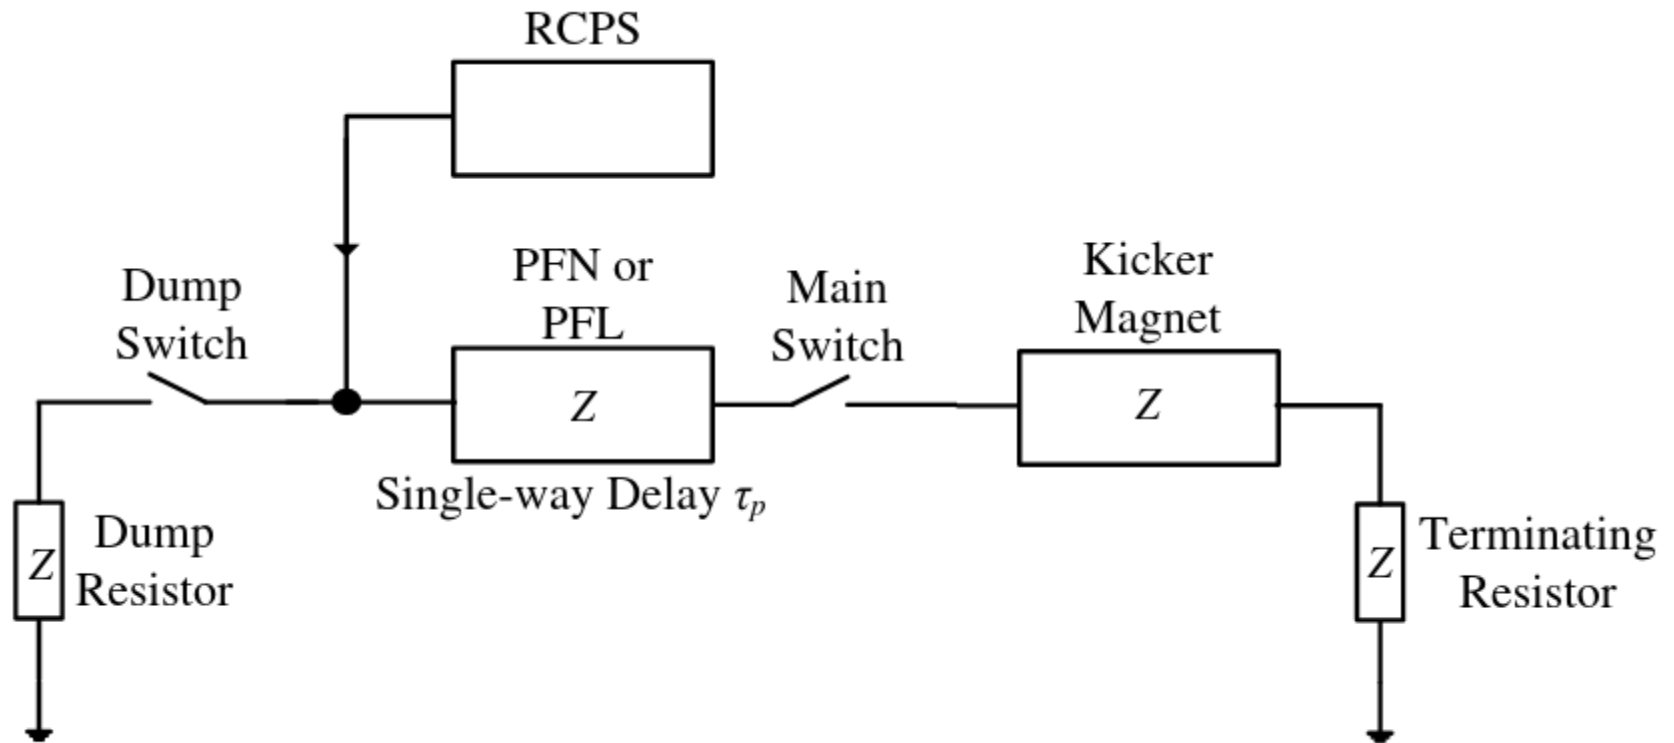 RCPS
PFN or
PFL
Kicker
Magnet
Dump
Switch
Main
Switch
Z
Z
Single-way Delay τp
Z
Dump
Resistor
Z
Terminating
Resistor